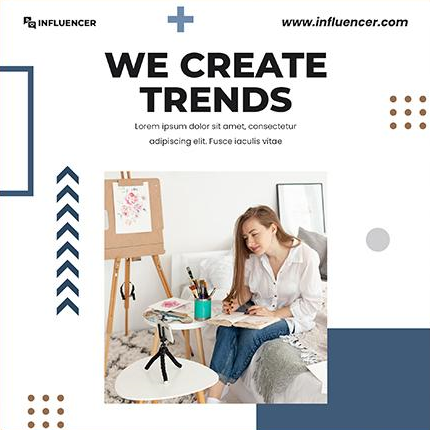 INFLUENCER
www.influencer.com
WE CREATE
TRENDS
Lorem ipsum dolor sit amet, consectetur
adipiscing elit. Fusce iaculis vitae